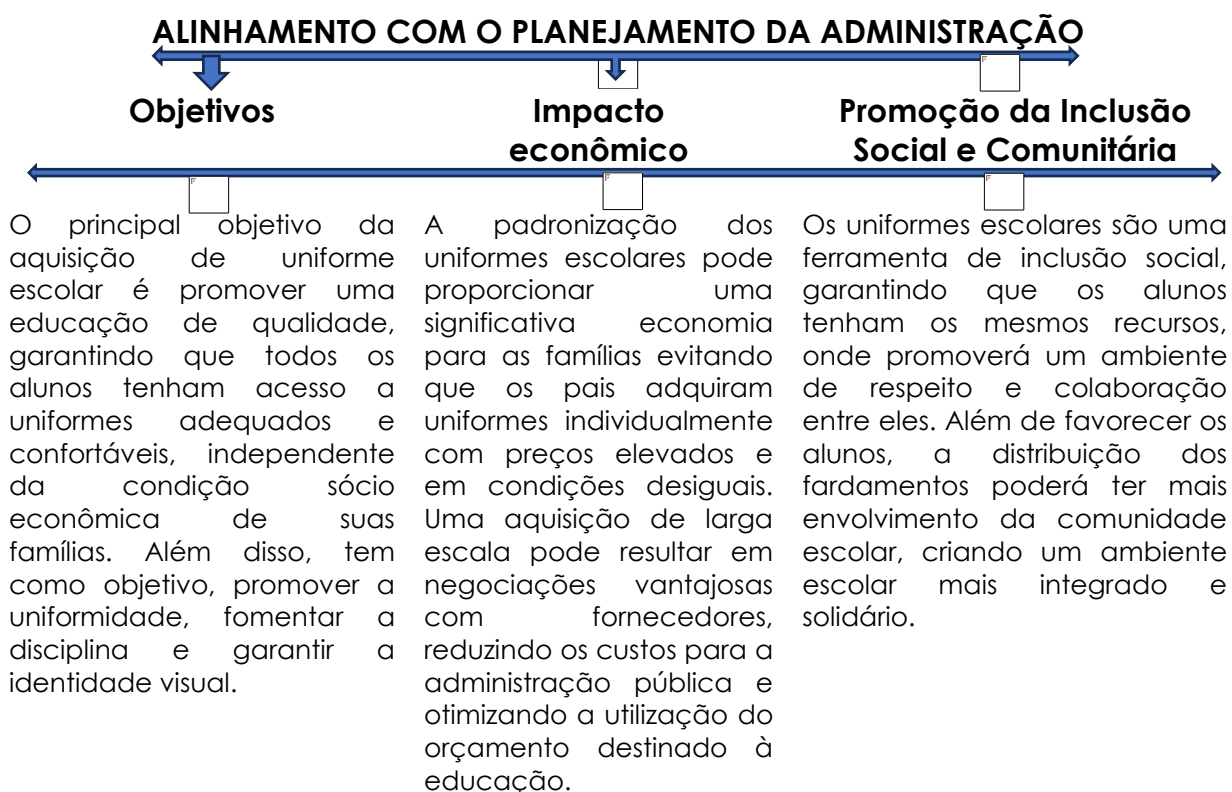 ALINHAMENTO COM O PLANEJAMENTO DA ADMINISTRAÇÃO
Objetivos
O principal objetivo da
aquisição de uniforme
escolar é promover uma
educação de qualidade,
garantindo que todos os
alunos tenham acesso a
uniformes adequados e
confortáveis, independente
da condição sócio
econômica de suas
famílias. Além disso, tem
como objetivo, promover a
uniformidade, fomentar a
disciplina e garantir a
identidade visual.
Impacto
econômico
A padronização dos
uniformes escolares pode
proporcionar uma
significativa economia
para as famílias evitando
que os pais adquiram
uniformes individualmente
com preços elevados e
em condições desiguais.
Uma aquisição de larga
escala pode resultar em
negociações vantajosas
com fornecedores,
reduzindo os custos para a
administração pública e
otimizando a utilização do
orçamento destinado à
educação.
Promoção da Inclusão
Social e Comunitária
Os uniformes escolares são uma
ferramenta de inclusão social,
garantindo que os alunos
tenham os mesmos recursos,
onde promoverá um ambiente
de respeito e colaboração
entre eles. Além de favorecer os
alunos, a distribuição dos
fardamentos poderá ter mais
envolvimento da comunidade
escolar, criando um ambiente
escolar mais integrado e
solidário.